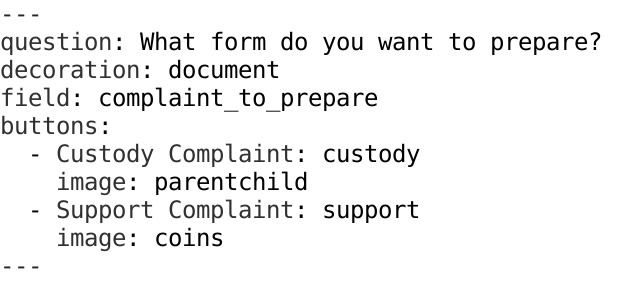 ---
question: What form do you want to prepare?
decoration: document
field: complaint_to_prepare
buttons:
  - Custody Complaint: custody
    image: parentchild
  - Support Complaint: support
    image: coins
---